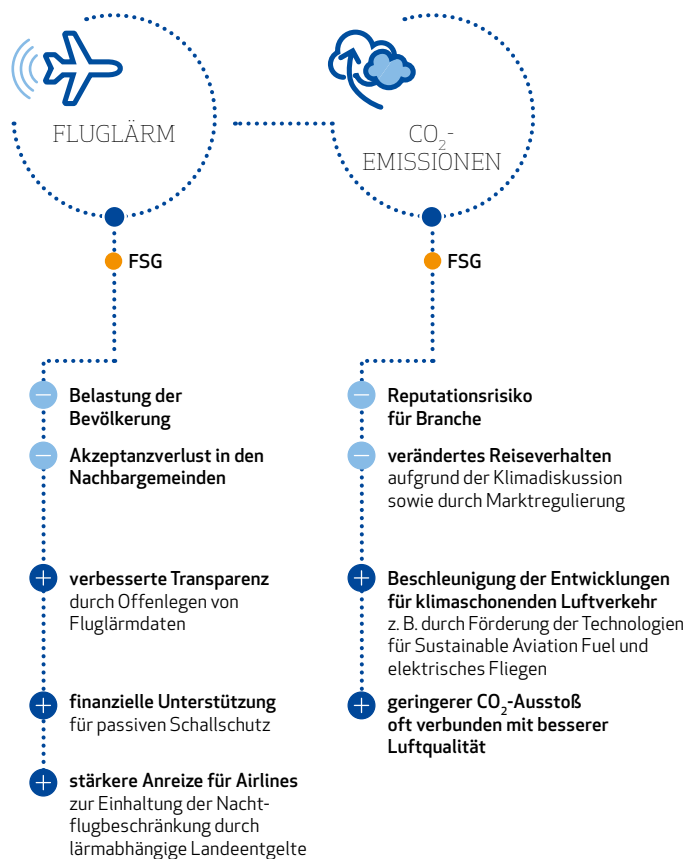 FLUGLÄRM
FSG
Belastung der
Bevölkerung
Akzeptanzverlust in den
Nachbargemeinden
verbesserte Transparenz
durch Offenlegen von
Fluglärmdaten
finanzielle Unterstützung
für passiven Schallschutz
stärkere Anreize für Airlines
zur Einhaltung der Nacht-
flugbeschränkung durch
lärmabhängige Landeentgelte
CO₂-
EMISSIONEN
FSG
Reputationsrisiko
für Branche
verändertes Reiseverhalten
aufgrund der Klimadiskussion
sowie durch Marktregulierung
Beschleunigung der Entwicklungen
für klimaschonenden Luftverkehr
z. B. durch Förderung der Technologien
für Sustainable Aviation Fuel und
elektrisches Fliegen
geringerer CO₂-Ausstoß
oft verbunden mit besserer
Luftqualität